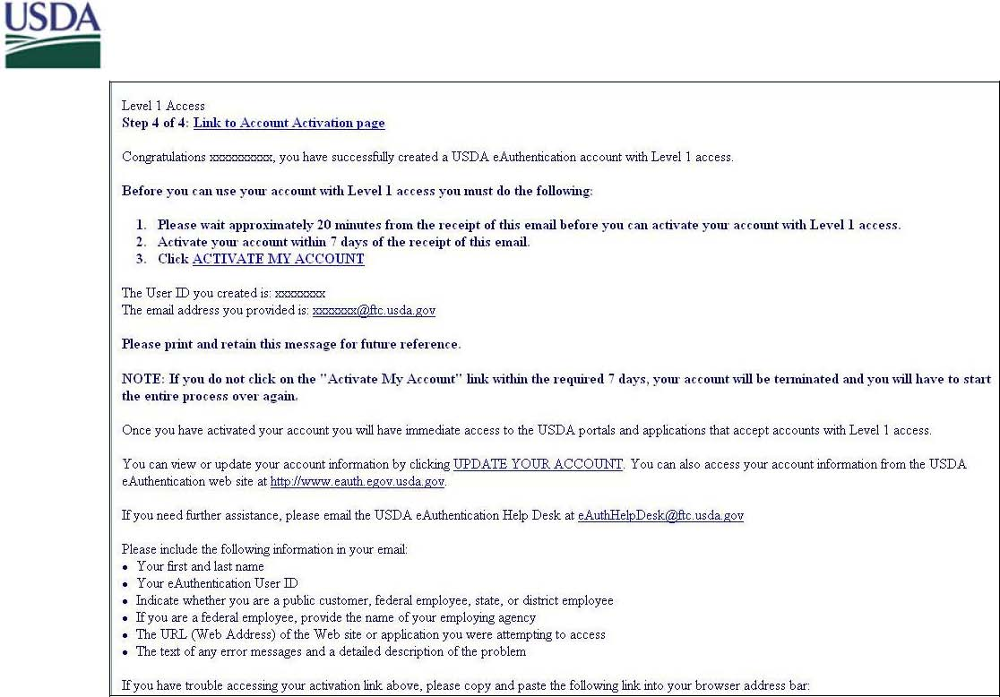 USDA
Level 1 Access
Step 4 of 4: Link to Account Activation page
Congratulations xxxxxxxxxx, you have successfully created a USDA eAuthentication account with Level 1 access.
Before you can use your account with Level 1 access you must do the following:
1. Please wait approximately 20 minutes from the receipt of this email before you can activate your account with Level 1 access.
2. Activate your account within 7 days of the receipt of this email.
3. Click ACTIVATE MY ACCOUNT
The User ID you created is: xxxxxxxx
The email address you provided is: xxxxxxx@ftc.usda.gov
Please print and retain this message for future reference.
NOTE: If you do not click on the "Activate My Account" link within the required 7 days, your account will be terminated and you will have to start
the entire process over again.
Once you have activated your account you will have immediate access to the USDA portals and applications that accept accounts with Level 1 access.
You can view or update your account information by clicking UPDATE YOUR ACCOUNT. You can also access your account information from the USDA
eAuthentication web site at http://www.eauth.egov.usda.gov.
If you need further assistance, please email the USDA eAuthentication Help Desk at eAuthHelpDesk@ftc.usda.gov
Please include the following information in your email:
• Your first and last name
• Your eAuthentication User ID
• Indicate whether you are a public customer, federal employee, state, or district employee
• If you are a federal employee, provide the name of your employing agency
• The URL (Web Address) of the Web site or application you were attempting to access
• The text of any error messages and a detailed description of the problem
If you have trouble accessing your activation link above, please copy and paste the following link into your browser address bar: